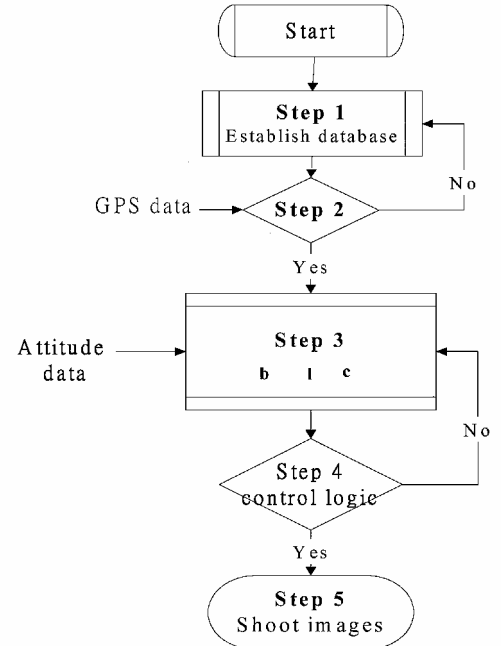 Start
Step 1
Establish database
No
GPS data
Step 2
Yes
Attitude
data
Step 3
b l c
No
Step 4
control logic
Yes
Step 5
Shoot images